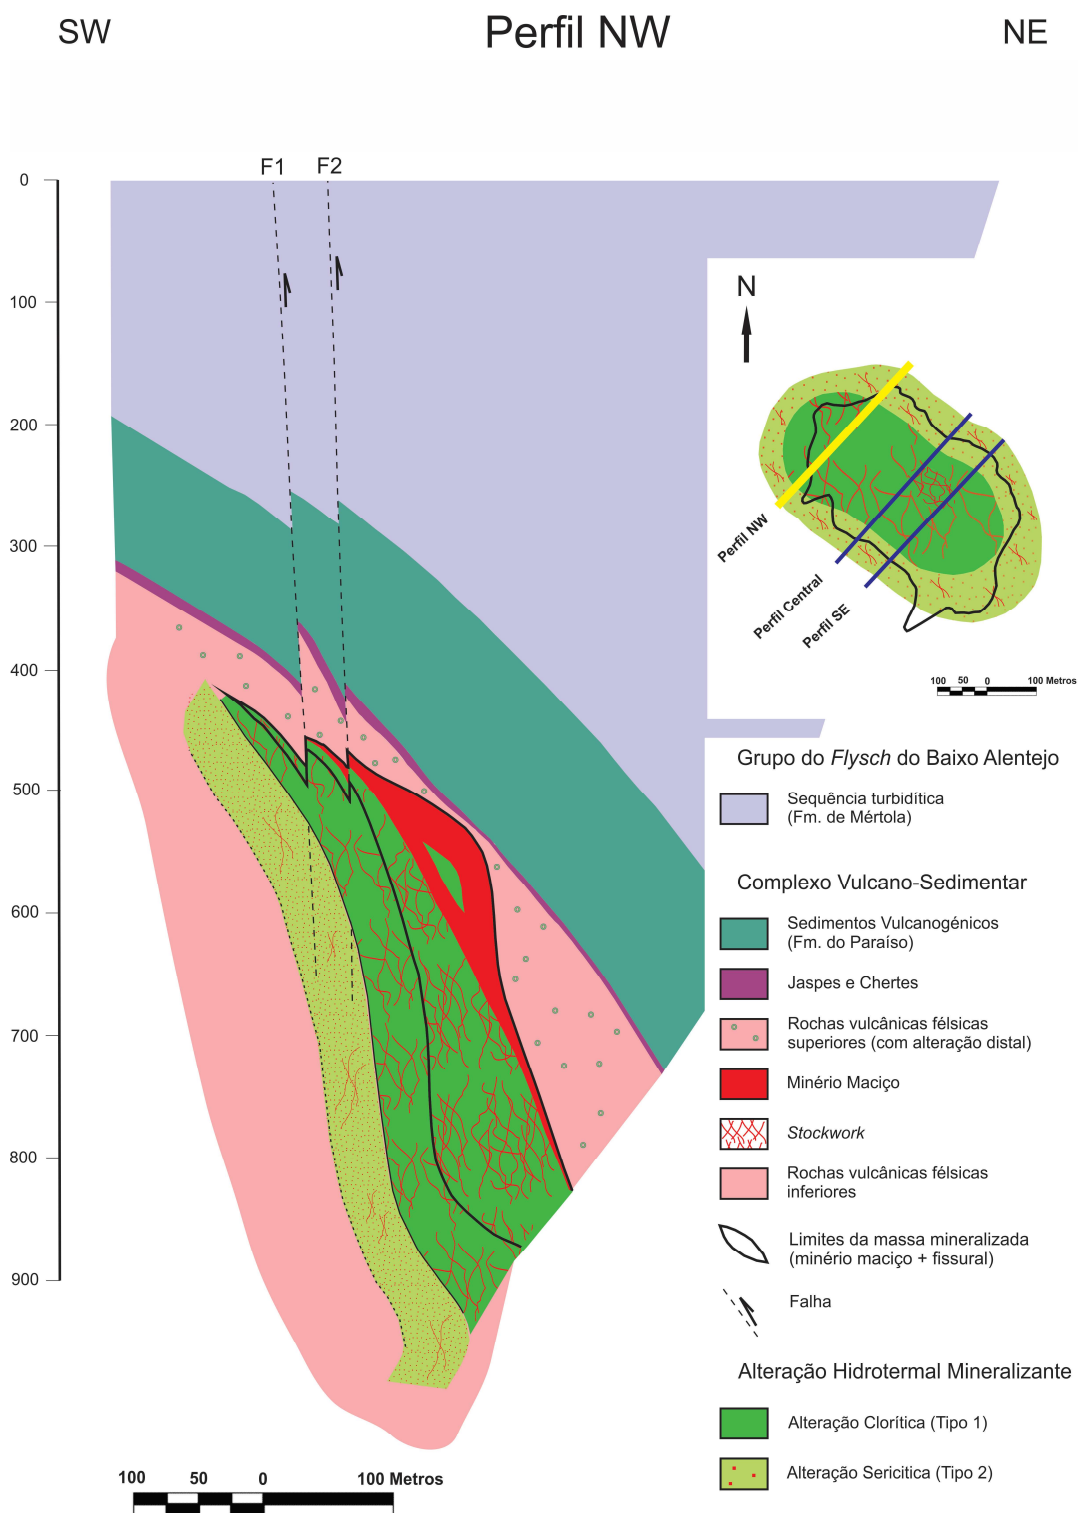 SW
Perfil NW
NE
F1
F2
0
100
200
300
400
500
600
700
800
900
N
Perfil NW
Perfil Central
Perfil SE
100 50 0 100 Metros
Grupo do Flysch do Baixo Alentejo
Sequência turbidítica
(Fm. de Mértola)
Complexo Vulcano-Sedimentar
Sedimentos Vulcanogénicos
(Fm. do Paraíso)
Jaspes e Chertes
Rochas vulcânicas félsicas
superiores (com alteração distal)
Minério Maciço
Stockwork
Rochas vulcânicas félsicas
inferiores
Limites da massa mineralizada
(minério maciço + fissural)
Falha
Alteração Hidrotermal Mineralizante
Alteração Clorítica (Tipo 1)
Alteração Sericitica (Tipo 2)
100 50 0 100 Metros